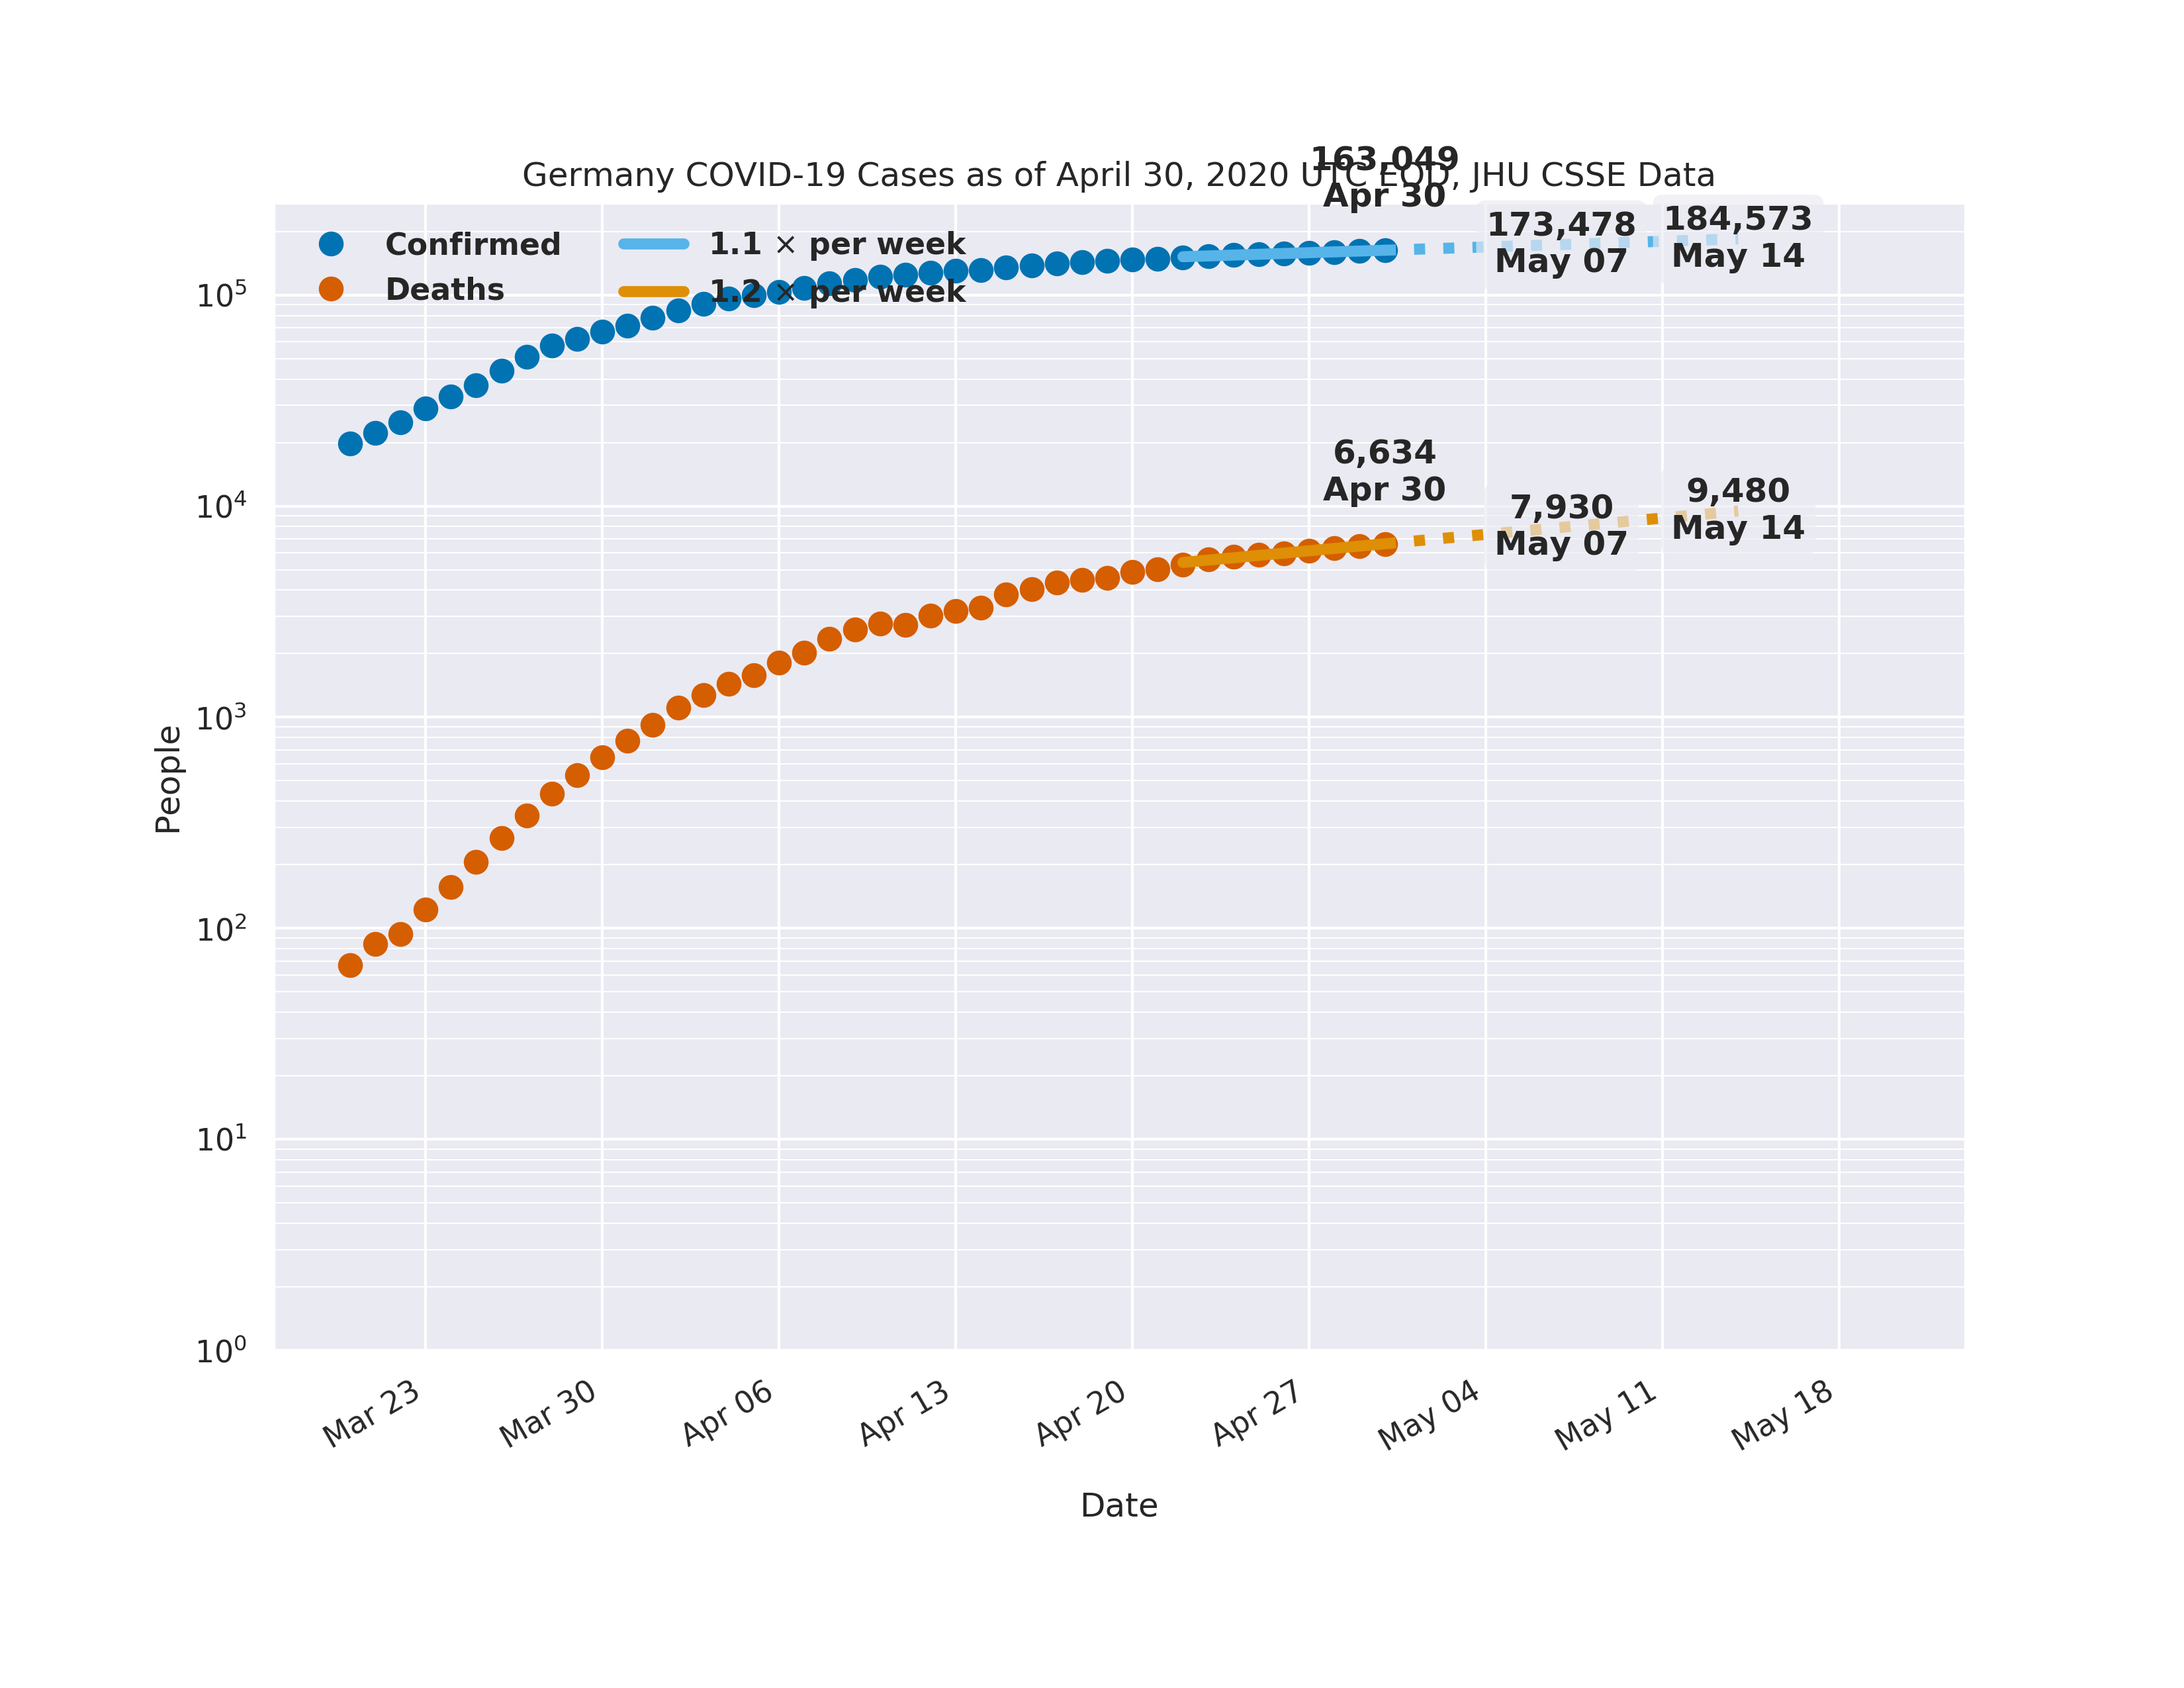 163,049
Apr 30
Germany COVID-19 Cases as of April 30, 2020 UTC EOD, JHU CSSE Data
Confirmed
Deaths
1.1 × per week
1.2 × per week
173,478
May 07
184,573
May 14
6,634
Apr 30
7,930
May 07
9,480
May 14
People
10⁵
10⁴
10³
10²
10¹
10⁰
Mar 23
Mar 30
Apr 06
Apr 13
Apr 20
Apr 27
May 04
May 11
May 18
Date